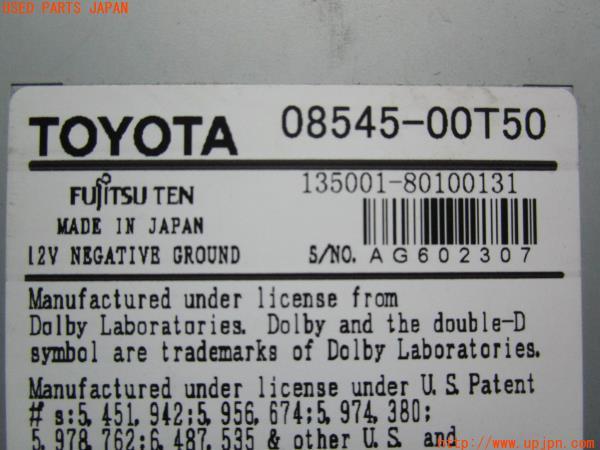 USED PARTS JAPAN
TOYOTA 08545-00T50
FUJITSU TEN 135001-80100131
MADE IN JAPAN
12V NEGATIVE GROUND S/NO. AG602307
Manufactured under license from
Dolby Laboratories. Dolby and the double-D
symbol are trademarks of Dolby Laboratories.
Manufactured under license under U.S. Patent
# s:5,451,942;5,956,674;5,974,380;
5,978,762;6,487,535 & other U.S. and
http://www.upjpn.com